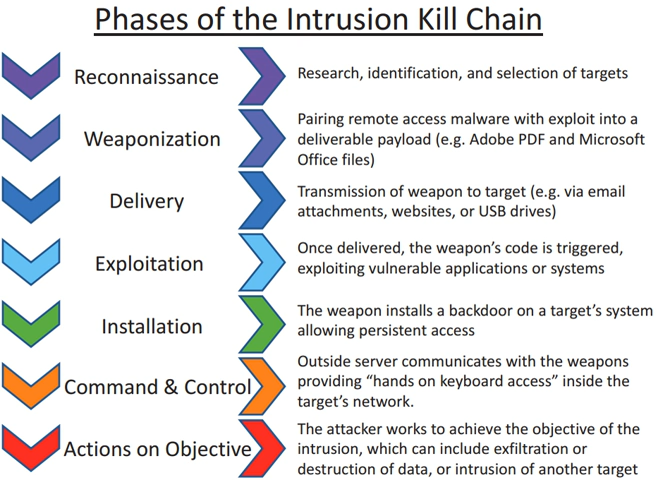 Phases of the Intrusion Kill Chain
Reconnaissance
Research, identification, and selection of targets
Weaponization
Pairing remote access malware with exploit into a
deliverable payload (e.g. Adobe PDF and Microsoft
Office files)
Delivery
Transmission of weapon to target (e.g. via email
attachments, websites, or USB drives)
Exploitation
Once delivered, the weapon's code is triggered,
exploiting vulnerable applications or systems
Installation
The weapon installs a backdoor on a target's system
allowing persistent access
Command & Control
Outside server communicates with the weapons
providing “hands on keyboard access” inside the
target's network.
Actions on Objective
The attacker works to achieve the objective of the
intrusion, which can include exfiltration or
destruction of data, or intrusion of another target